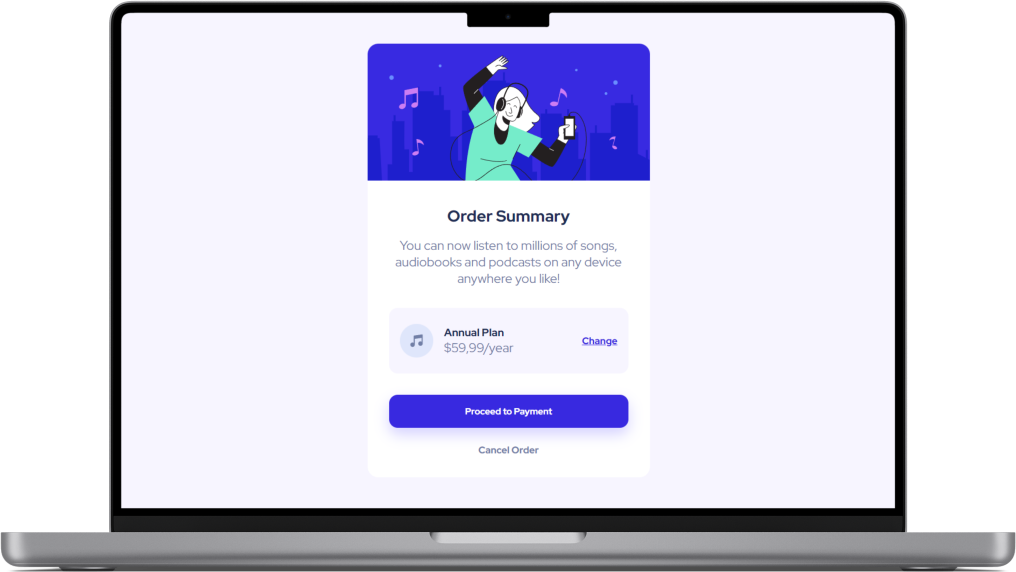 Order Summary
You can now listen to millions of songs,
audiobooks and podcasts on any device
anywhere you like!
Annual Plan
$59,99/year
Change
Proceed to Payment
Cancel Order